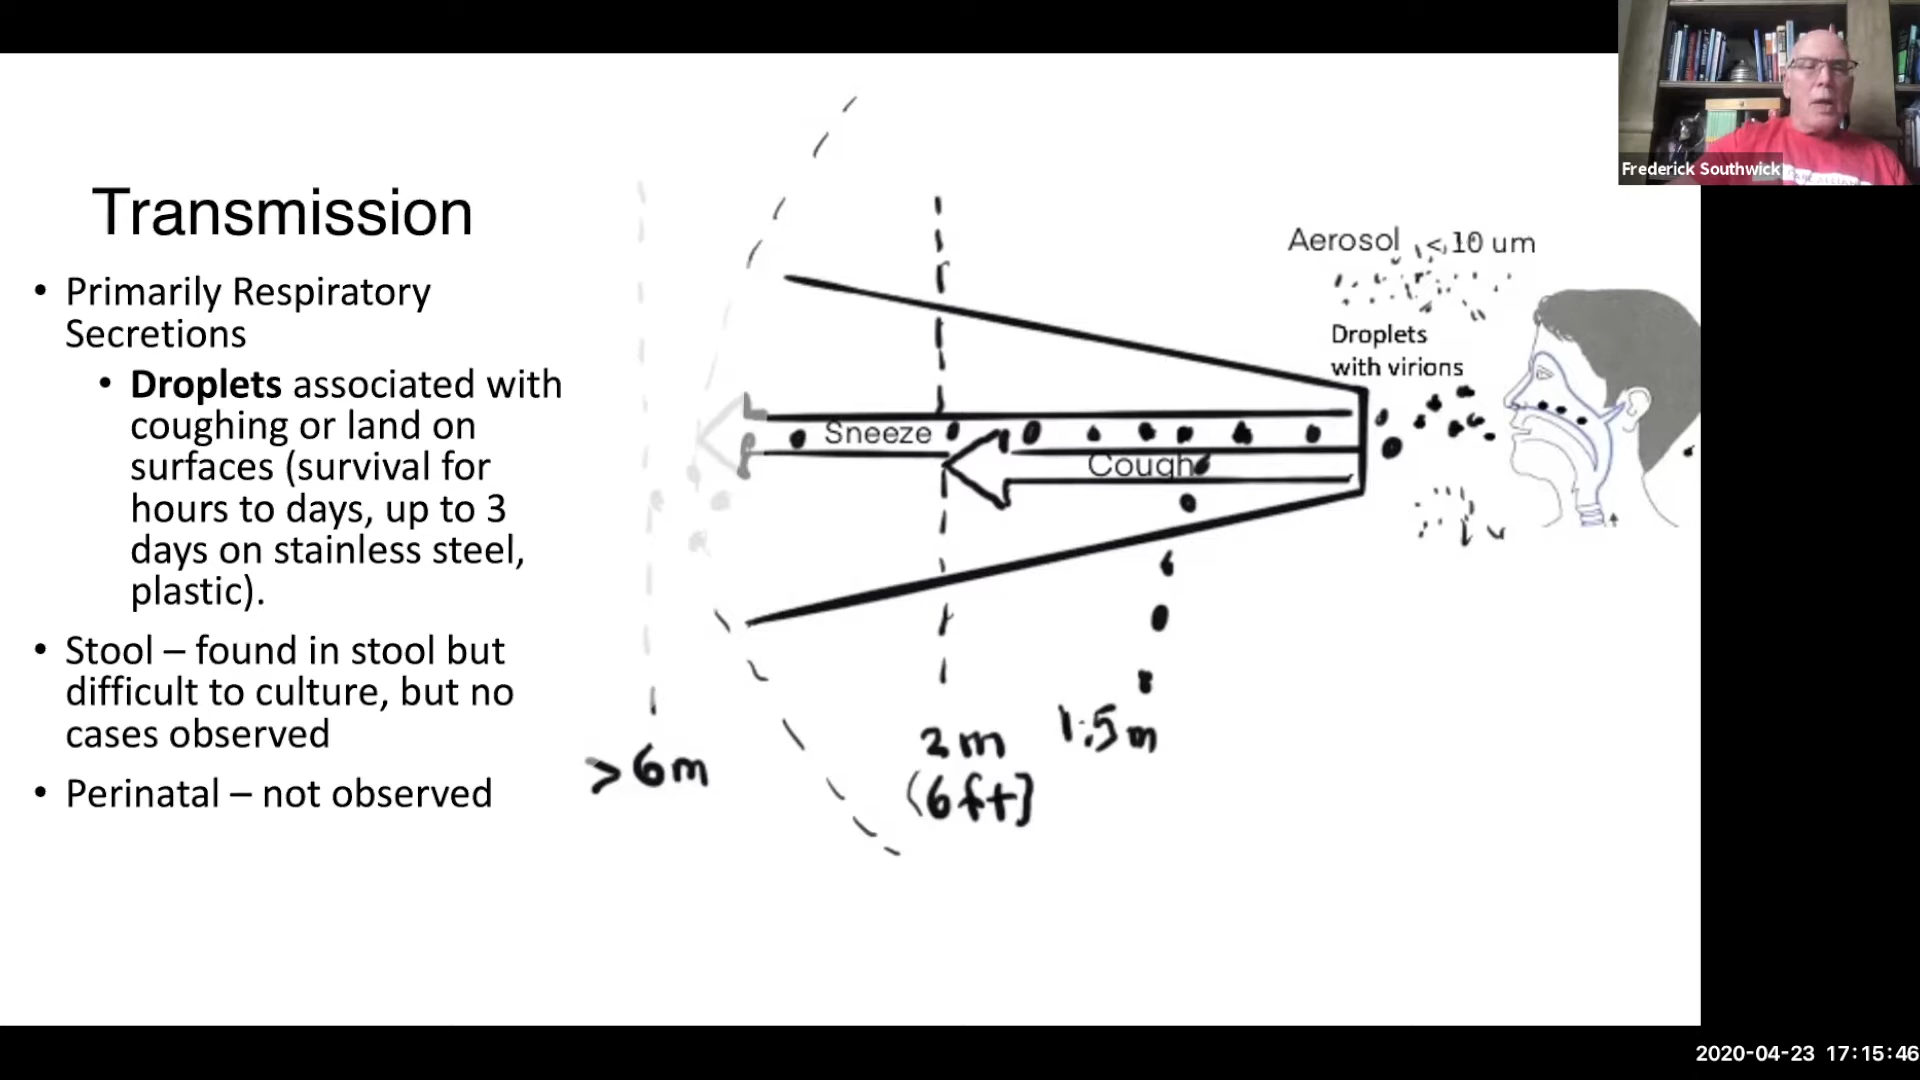 Frederick Southwick
Transmission
• Primarily Respiratory
Secretions
• Droplets associated with
coughing or land on
surfaces (survival for
hours to days, up to 3
days on stainless steel,
plastic).
• Stool – found in stool but
difficult to culture, but no
cases observed
• Perinatal – not observed
Aerosol < 10 um
Droplets
with virions
Sneeze
Cough
>6m
2m
(6ft)
1.5m
2020-04-23 17:15:46